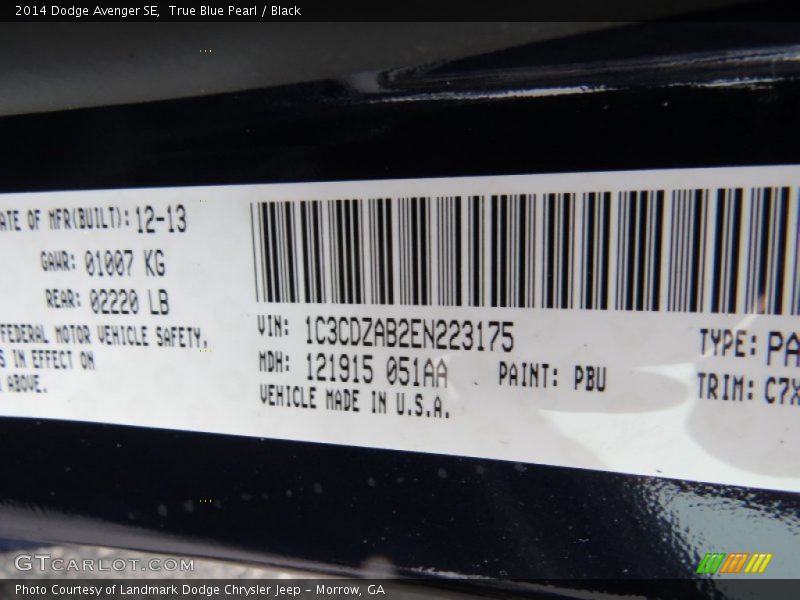 2014 Dodge Avenger SE,  True Blue Pearl / Black
ATE OF MFR(BUILT): 12-13
GAWR: 01007 KG
REAR: 02220 LB
FEDERAL MOTOR VEHICLE SAFETY,
S IN EFFECT ON
ABOVE.
VIN: 1C3CDZAB2EN223175
MDH: 121915 051AA
PAINT: PBU
VEHICLE MADE IN U.S.A.
TYPE: PA
TRIM: C7X
GTCARLOT.COM
Photo Courtesy of Landmark Dodge Chrysler Jeep – Morrow, GA